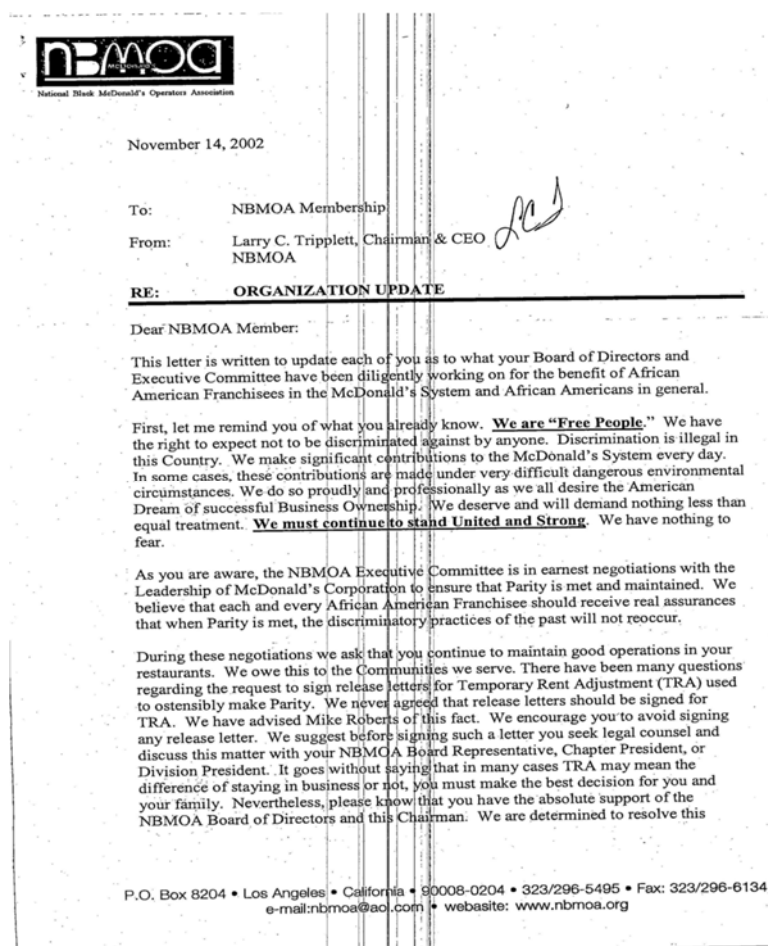 nBMOA
McDONALD'S
National Black McDonald's Operators Association
November 14, 2002
To: NBMOA Membership
From: Larry C. Tripplett, Chairman & CEO
NBMOA
RE: ORGANIZATION UPDATE
Dear NBMOA Member:
This letter is written to update each of you as to what your Board of Directors and
Executive Committee have been diligently working on for the benefit of African
American Franchisees in the McDonald's System and African Americans in general.
First, let me remind you of what you already know. We are “Free People.” We have
the right to expect not to be discriminated against by anyone. Discrimination is illegal in
this Country. We make significant contributions to the McDonald's System every day.
In some cases, these contributions are made under very difficult dangerous environmental
circumstances. We do so proudly and professionally as we all desire the American
Dream of successful Business Ownership. We deserve and will demand nothing less than
equal treatment. We must continue to stand United and Strong. We have nothing to
fear.
As you are aware, the NBMOA Executive Committee is in earnest negotiations with the
Leadership of McDonald's Corporation to ensure that Parity is met and maintained. We
believe that each and every African American Franchisee should receive real assurances
that when Parity is met, the discriminatory practices of the past will not reoccur.
During these negotiations we ask that you continue to maintain good operations in your
restaurants. We owe this to the Communities we serve. There have been many questions
regarding the request to sign release letters for Temporary Rent Adjustment (TRA) used
to ostensibly make Parity. We never agreed that release letters should be signed for
TRA. We have advised Mike Roberts of this fact. We encourage you to avoid signing
any release letter. We suggest before signing such a letter you seek legal counsel and
discuss this matter with your NBMOA Board Representative, Chapter President, or
Division President. It goes without saying that in many cases TRA may mean the
difference of staying in business or not, you must make the best decision for you and
your family. Nevertheless, please know that you have the absolute support of the
NBMOA Board of Directors and this Chairman. We are determined to resolve this
P.O. Box 8204 • Los Angeles • California • 90008-0204 • 323/296-5495 • Fax: 323/296-6134
e-mail:nbmoa@aol.com • webasite: www.nbmoa.org